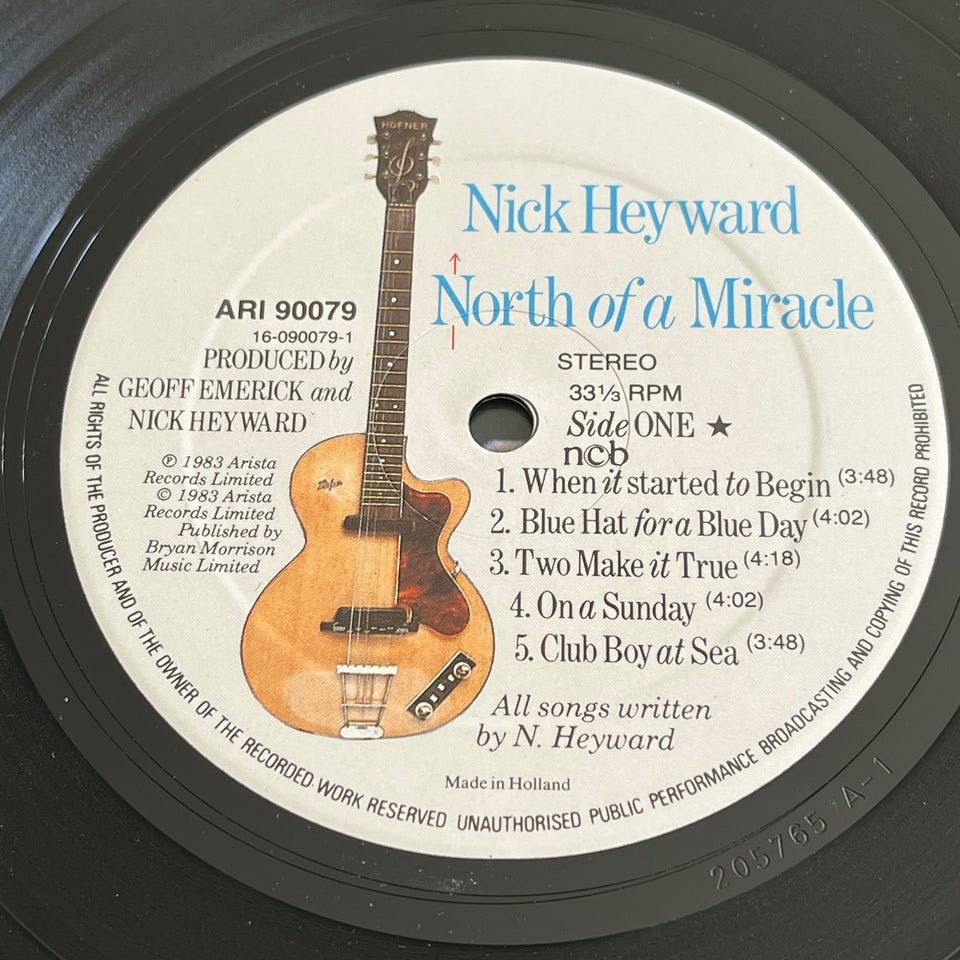 HOFNER
Nick Heyward
North of a Miracle
ARI 90079
16-090079-1
PRODUCED by
GEOFF EMERICK and
NICK HEYWARD
℗ 1983 Arista
Records Limited
© 1983 Arista
Records Limited
Published by
Bryan Morrison
Music Limited
STEREO
33⅓ RPM
Side ONE ★
ncb
1. When it started to Begin (3:48)
2. Blue Hat for a Blue Day (4:02)
3. Two Make it True (4:18)
4. On a Sunday (4:02)
5. Club Boy at Sea (3:48)
All songs written
by N. Heyward
Made in Holland
ALL RIGHTS OF THE PRODUCER AND OF THE OWNER OF THE RECORDED WORK RESERVED UNAUTHORISED PUBLIC PERFORMANCE BROADCASTING AND COPYING OF THIS RECORD PROHIBITED
205765/A-1